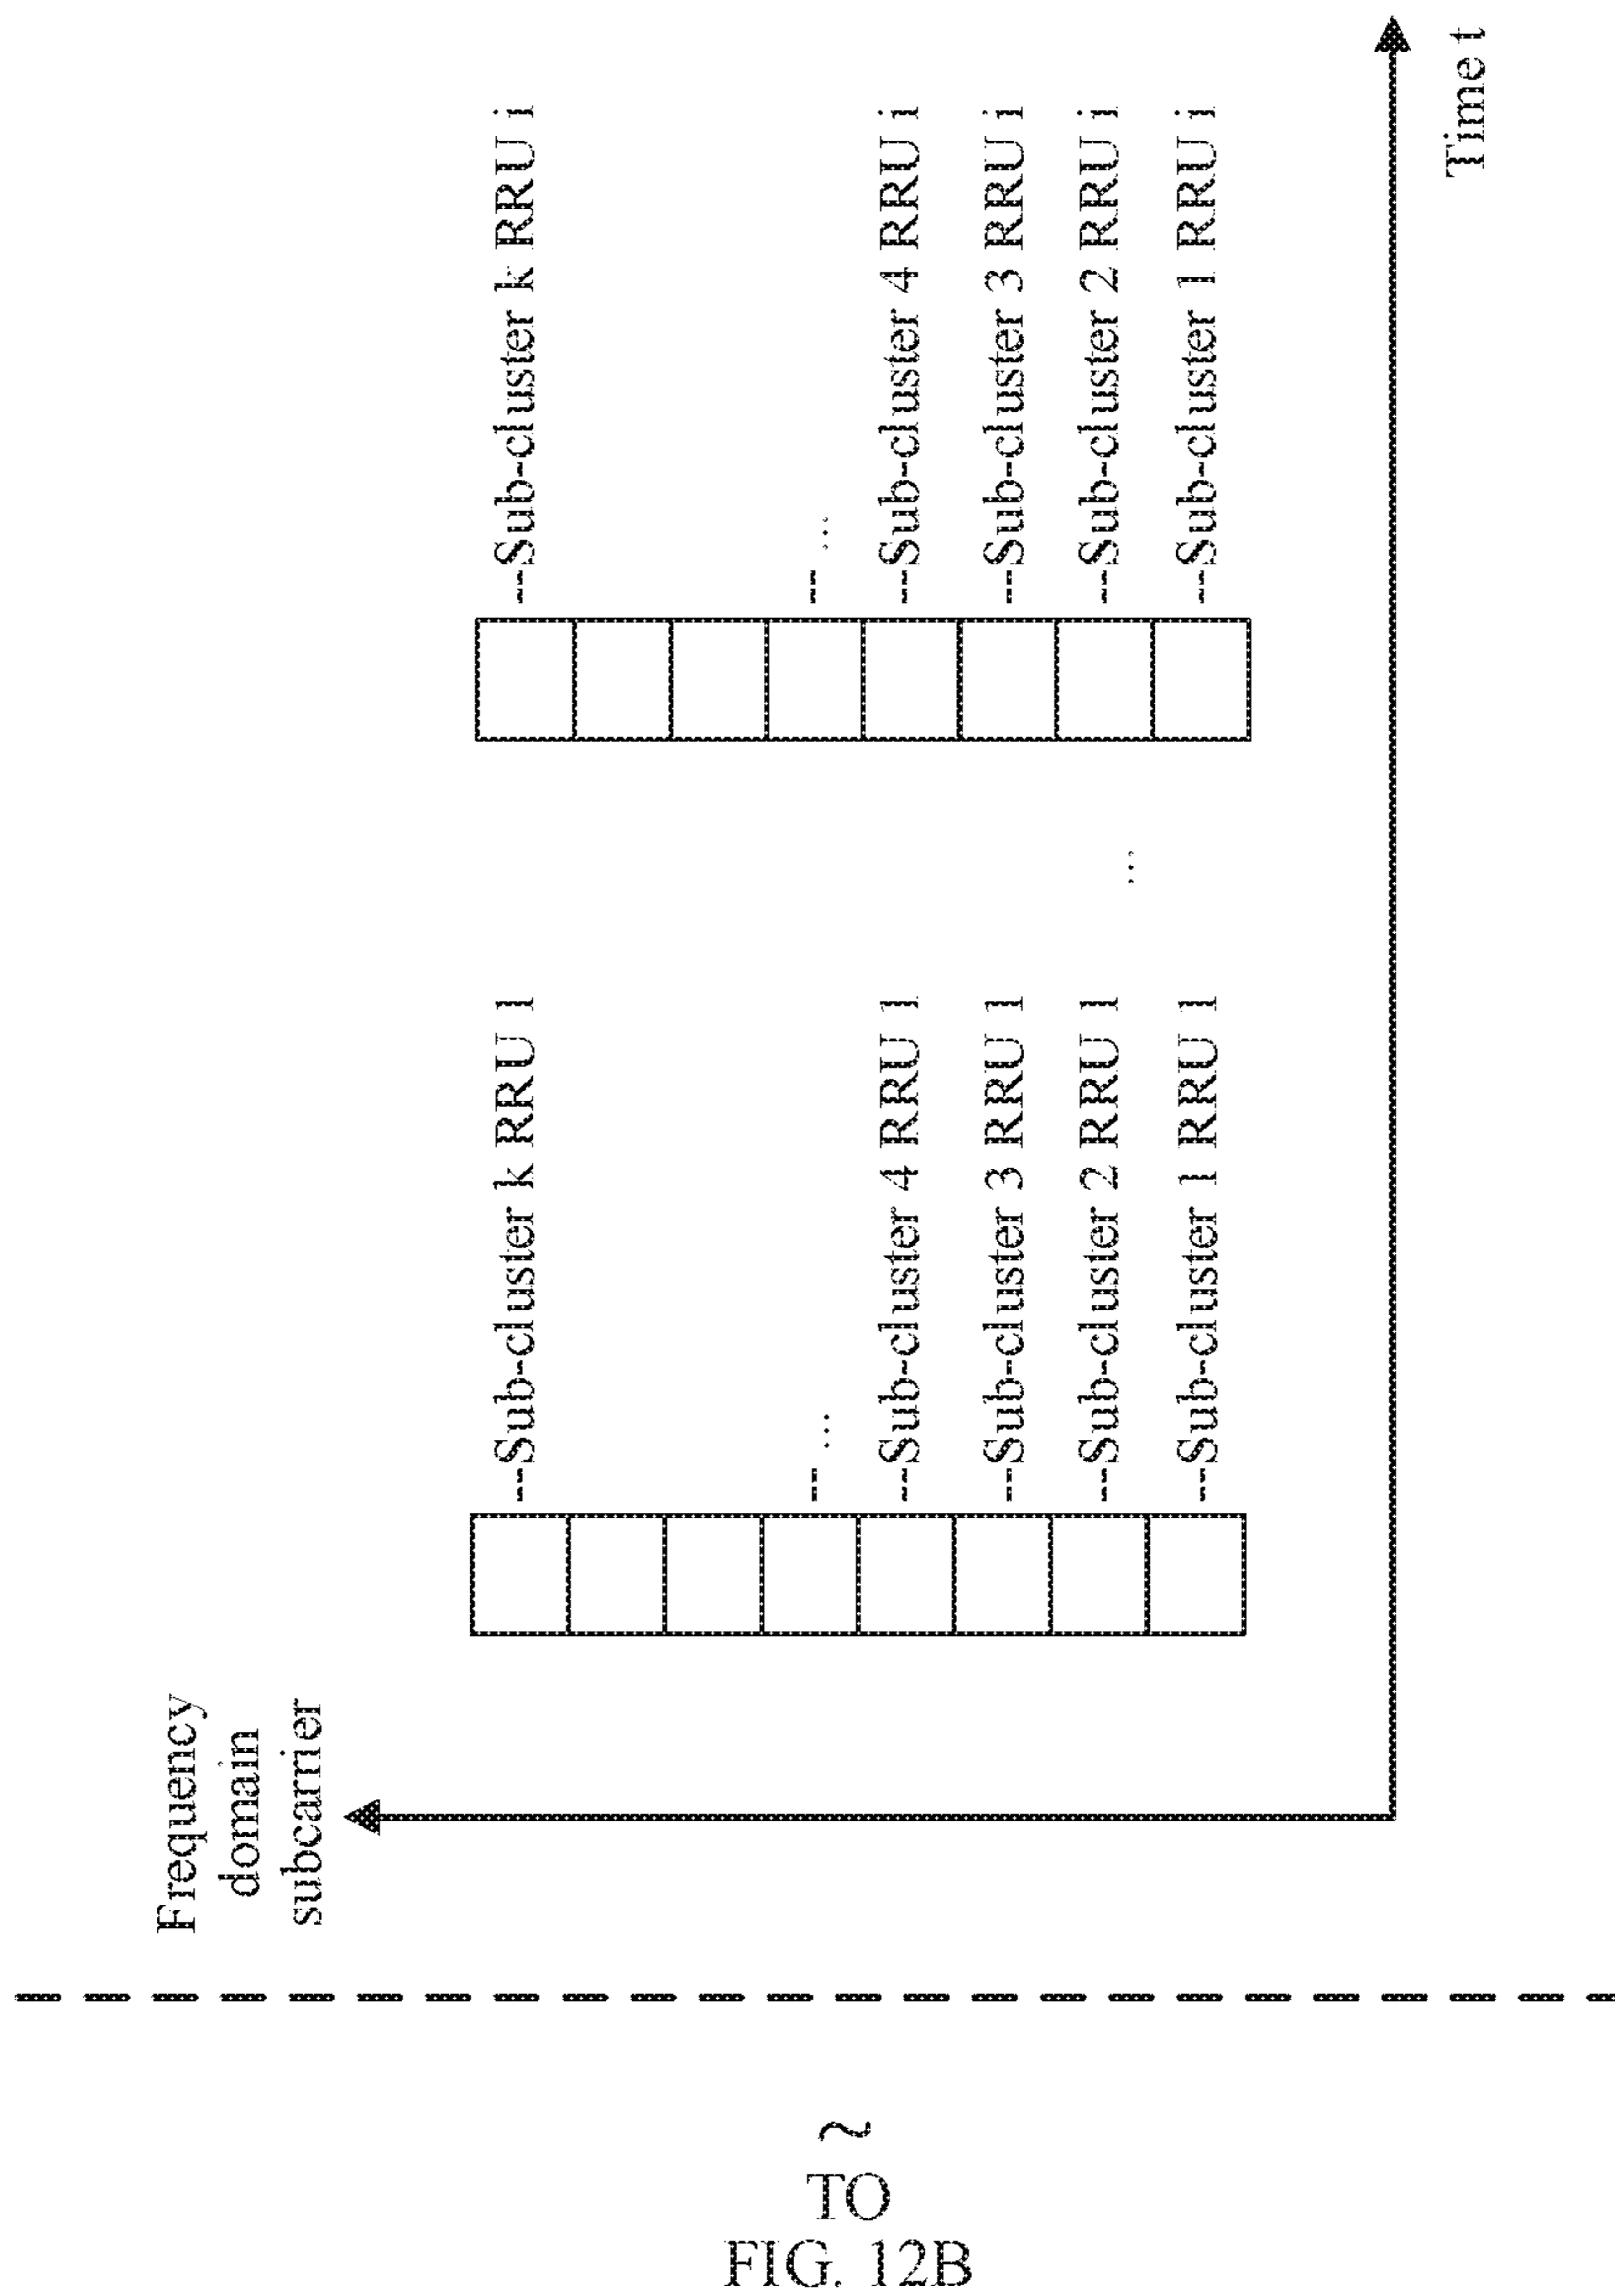 Frequency
domain
subcarrier
---Sub-cluster k RRU 1
--- ...
---Sub-cluster 4 RRU 1
---Sub-cluster 3 RRU 1
---Sub-cluster 2 RRU 1
---Sub-cluster 1 RRU 1
...
---Sub-cluster k RRU i
--- ...
---Sub-cluster 4 RRU i
---Sub-cluster 3 RRU i
---Sub-cluster 2 RRU i
---Sub-cluster 1 RRU i
Time t
~
TO
FIG. 12B